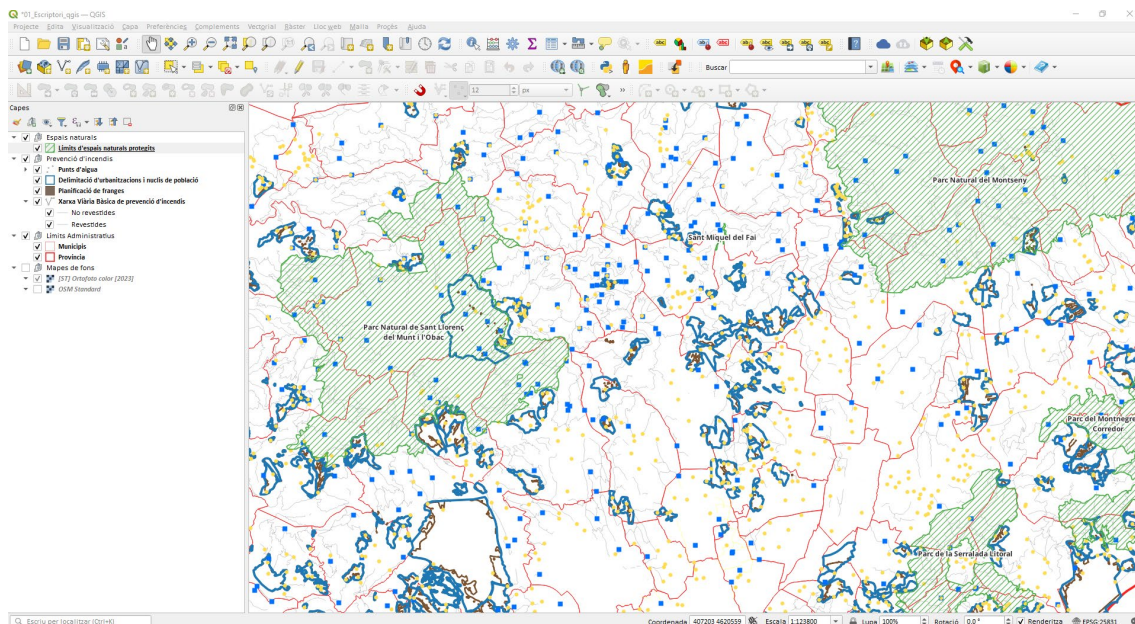 *01_Escriptori_qgis — QGIS
Projecte Edita Visualització Capa Preferències Complements Vectorial Ràster Lloc web Malla Procés Ajuda
Buscar
12 px
Capes
Espais naturals
Límits d'espais naturals protegits
Prevenció d'incendis
Punts d'aigua
Delimitació d'urbanitzacions i nuclis de població
Planificació de franges
Xarxa Viària Bàsica de prevenció d'incendis
No revestides
Revestides
Límits Administratius
Municipis
Província
Mapes de fons
[ST] Ortofoto color [2023]
OSM Standard
Parc Natural del Montseny
Sant Miquel del Fai
Parc Natural de Sant Llorenç
del Munt i l'Obac
Parc del Montnegre
Corredor
Parc de la Serralada Litoral
Escriu per localitzar (Ctrl+K)
Coordenada 407203 4620559 Escala 1:123800 Lupa 100% Rotació 0,0 ° Renderitza EPSG:25831